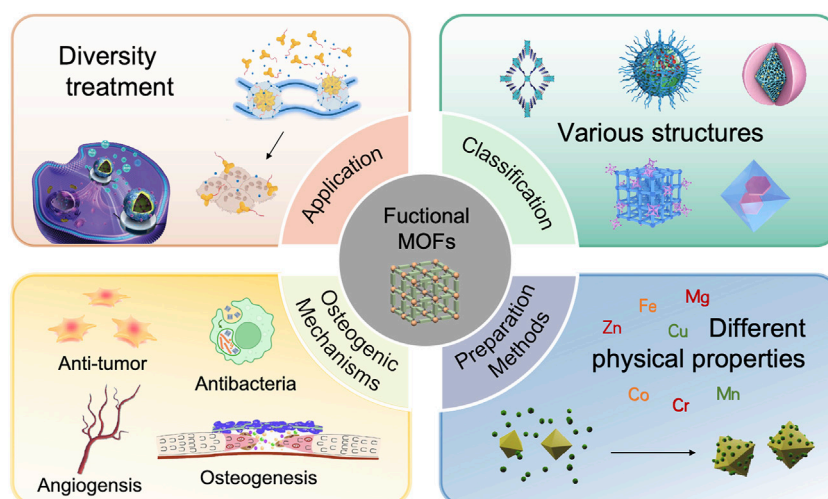 Diversity
treatment
Application
Classification
Various structures
Fuctional
MOFs
Osteogenic
Mechanisms
Preparation
Methods
Anti-tumor
Antibacteria
Angiogensis
Osteogenesis
Fe
Mg
Zn
Cu
Different
physical properties
Co
Cr
Mn